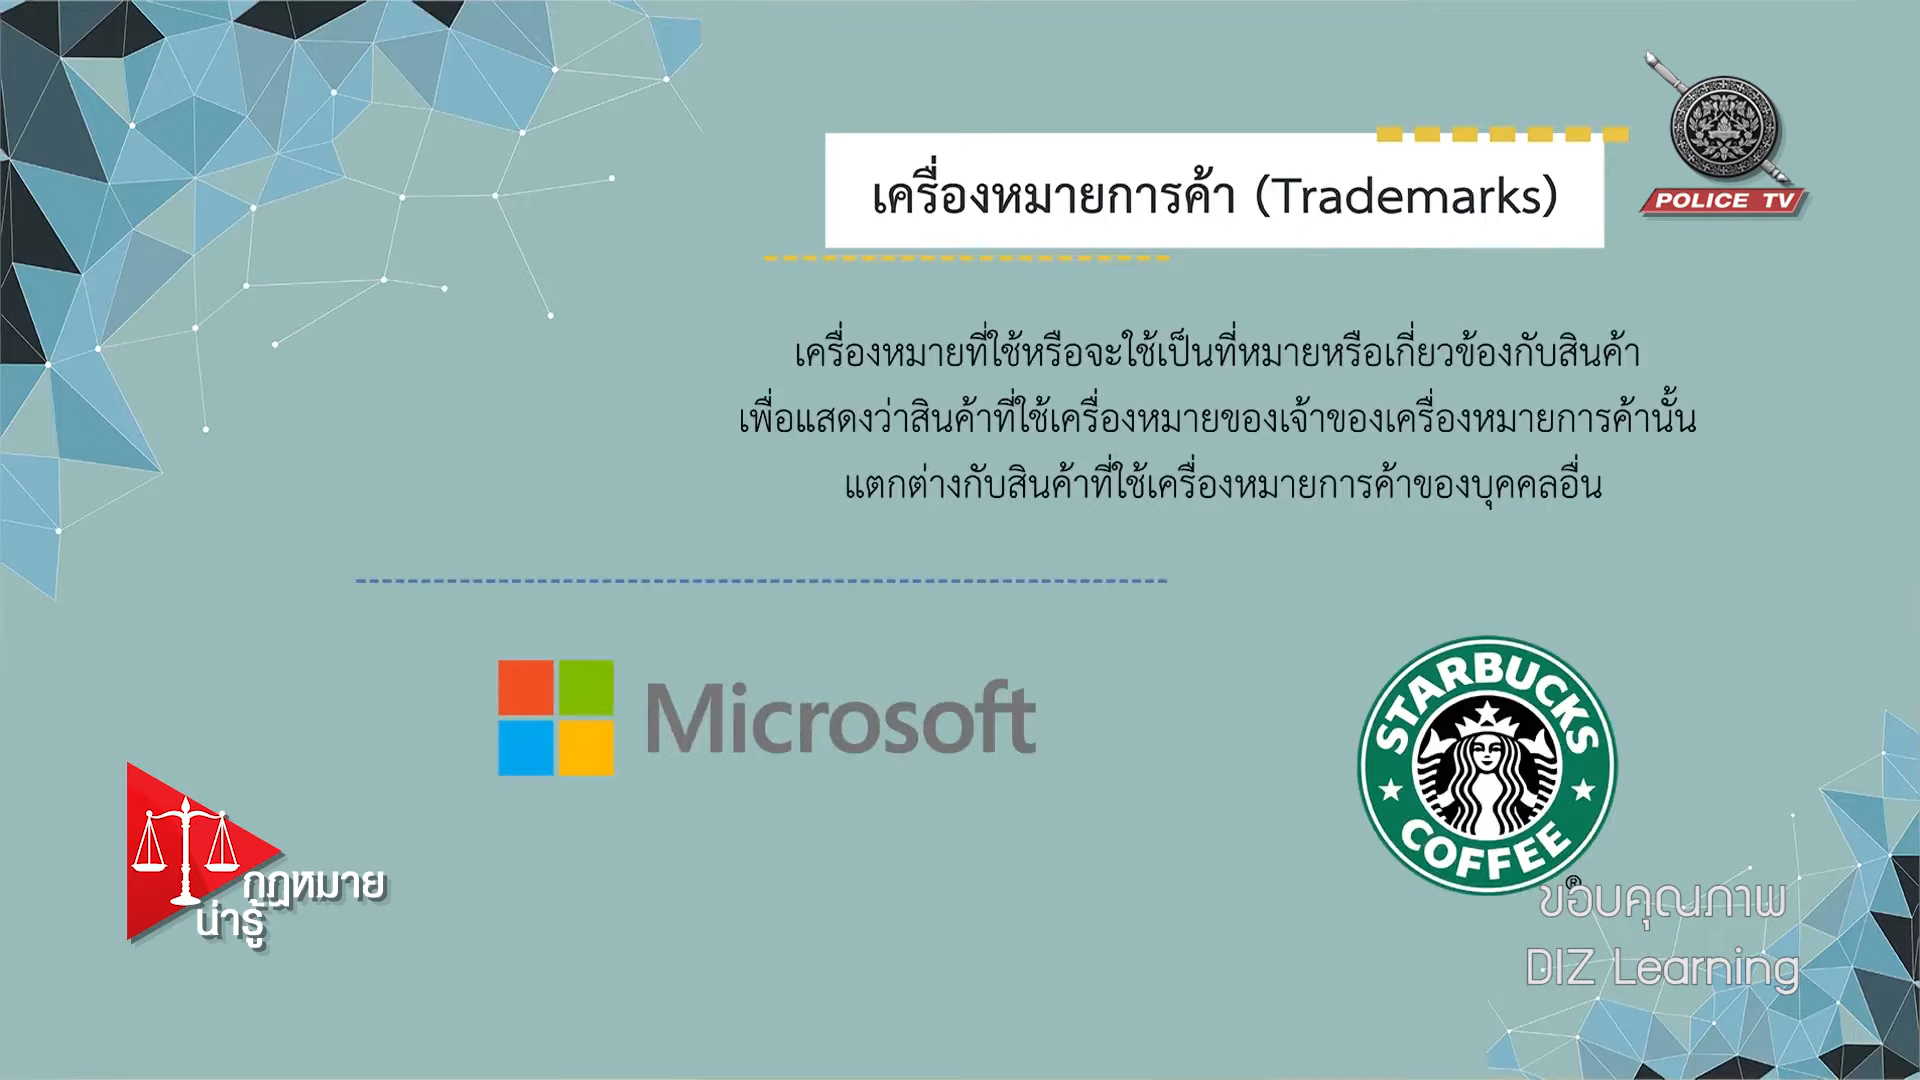 เครื่องหมายการค้า (Trademarks)
POLICE TV
เครื่องหมายที่ใช้หรือจะใช้เป็นที่หมายหรือเกี่ยวข้องกับสินค้า
เพื่อแสดงว่าสินค้าที่ใช้เครื่องหมายของเจ้าของเครื่องหมายการค้านั้น
แตกต่างกับสินค้าที่ใช้เครื่องหมายการค้าของบุคคลอื่น
Microsoft
STARBUCKS
COFFEE
®
กฎหมาย
น่ารู้
ขอบคุณภาพ
DIZ Learning